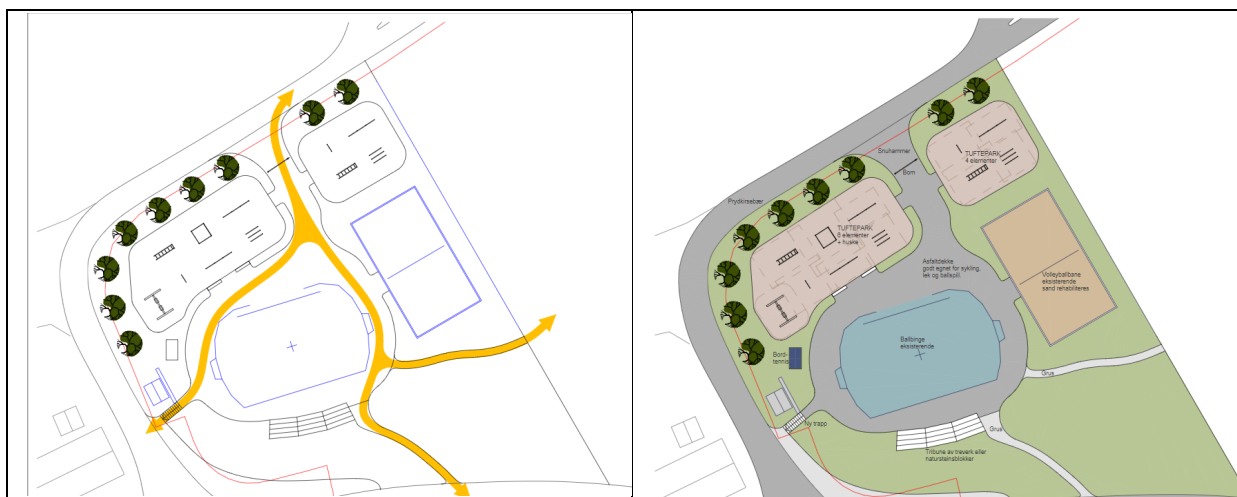 TUFTEPARK
4 elementer
Snuhammer
Bom
Prydkirsebær
TUFTEPARK
6 elementer
+ huske
Asfaltdekke
godt egnet for sykling,
lek og ballspill.
Volleyballbane
eksisterende
sand rehabiliteres
Ballbinge
eksisterende
Bord-
tennis
Grus
Ny trapp
Grus
Tribune av treverk eller
natursteinsblokker